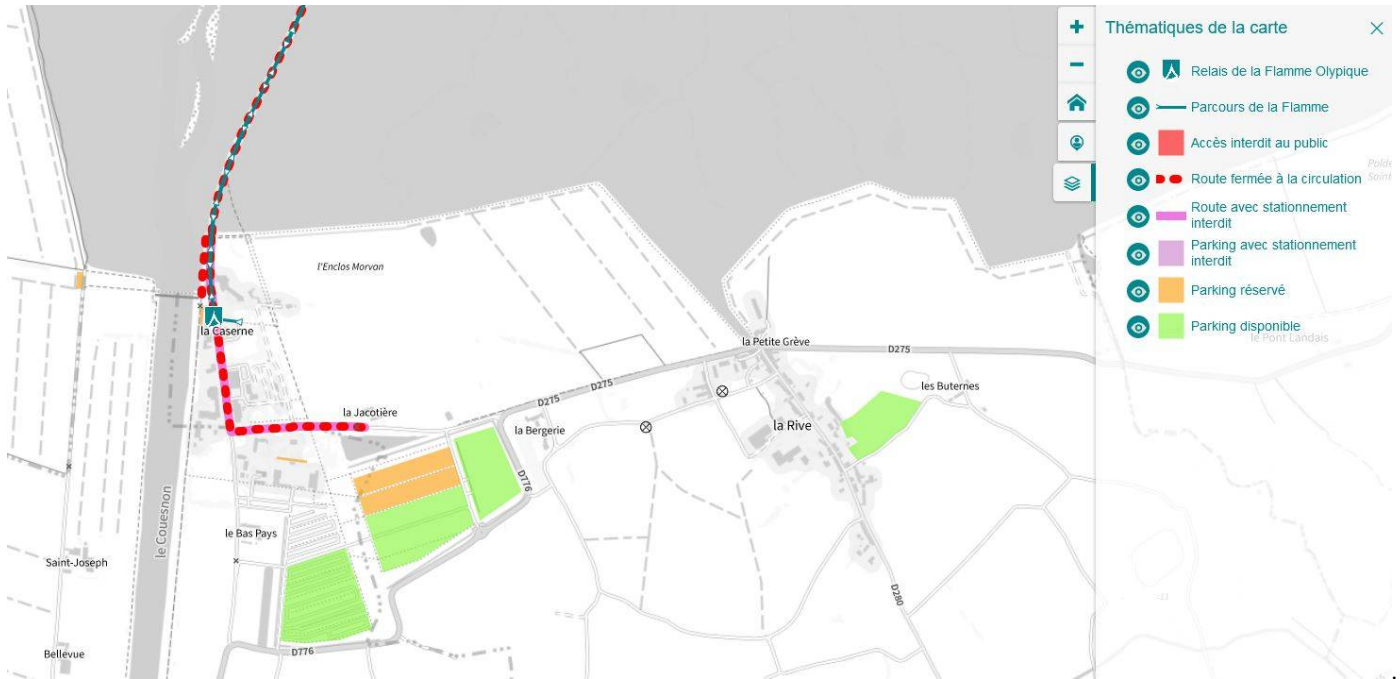 l'Enclos Morvan
la Caserne
la Jacotière
la Bergerie
la Petite Grève
la Rive
les Buternes
le Bas Pays
le Couesnon
Saint-Joseph
Bellevue
D275
D275
D275
D776
D776
D280
+
−
Thématiques de la carte
Relais de la Flamme Olypique
Parcours de la Flamme
Accès interdit au public
Route fermée à la circulation
Route avec stationnement
interdit
Parking avec stationnement
interdit
Parking réservé
Parking disponible
le Pont Landais
Polde
Saint